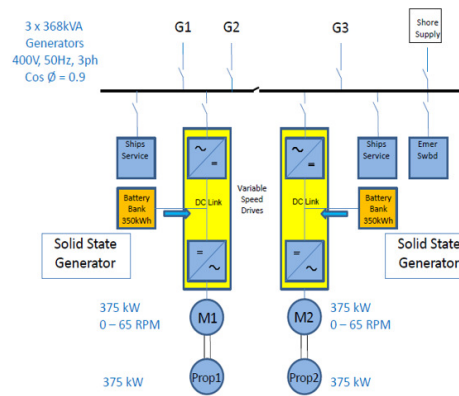 3 x 368kVA
Generators
400V, 50Hz, 3ph
Cos Ø = 0.9
G1
G2
G3
Shore
Supply
Ships
Service
~
=
~
=
Ships
Service
Emer
Swbd
Battery
Bank
350kWh
DC Link
Variable
Speed
Drives
DC Link
Battery
Bank
350kWh
Solid State
Generator
=
~
=
~
Solid State
Generator
375 kW
0 – 65 RPM
M1
M2
375 kW
0 – 65 RPM
375 kW
Prop1
Prop2
375 kW